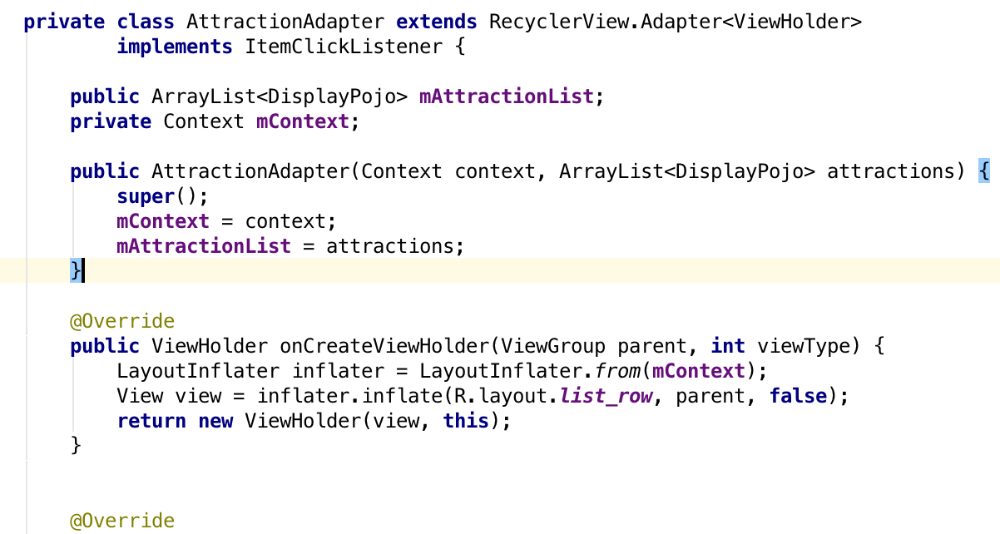 private class AttractionAdapter extends RecyclerView.Adapter<ViewHolder>
        implements ItemClickListener {

    public ArrayList<DisplayPojo> mAttractionList;
    private Context mContext;

    public AttractionAdapter(Context context, ArrayList<DisplayPojo> attractions) {
        super();
        mContext = context;
        mAttractionList = attractions;
    }

    @Override
    public ViewHolder onCreateViewHolder(ViewGroup parent, int viewType) {
        LayoutInflater inflater = LayoutInflater.from(mContext);
        View view = inflater.inflate(R.layout.list_row, parent, false);
        return new ViewHolder(view, this);
    }


    @Override